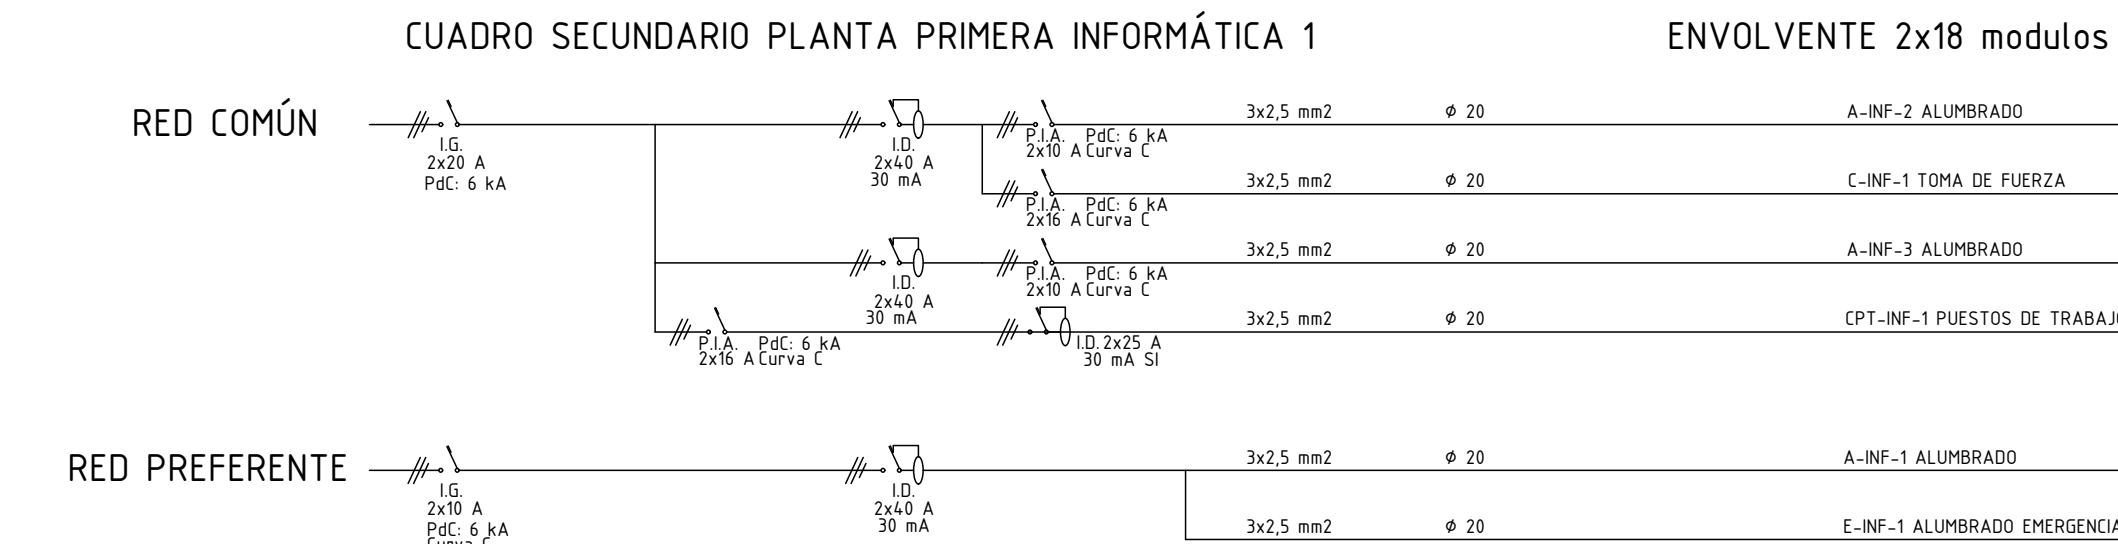 CUADRO SECUNDARIO PLANTA PRIMERA INFORMÁTICA 1
ENVOLVENTE 2x18 modulos
RED COMÚN
I.G.
2x20 A
PdC: 6 kA
I.D.
2x40 A
30 mA
P.I.A. PdC: 6 kA
2x10 A Curva C
3x2,5 mm2
ϕ 20
A-INF-2 ALUMBRADO
P.I.A. PdC: 6 kA
2x16 A Curva C
3x2,5 mm2
ϕ 20
C-INF-1 TOMA DE FUERZA
I.D.
2x40 A
30 mA
P.I.A. PdC: 6 kA
2x10 A Curva C
3x2,5 mm2
ϕ 20
A-INF-3 ALUMBRADO
P.I.A. PdC: 6 kA
2x16 A Curva C
I.D. 2x25 A
30 mA SI
3x2,5 mm2
ϕ 20
CPT-INF-1 PUESTOS DE TRABAJO
RED PREFERENTE
I.G.
2x10 A
PdC: 6 kA
Curva C
I.D.
2x40 A
30 mA
3x2,5 mm2
ϕ 20
A-INF-1 ALUMBRADO
3x2,5 mm2
ϕ 20
E-INF-1 ALUMBRADO EMERGENCIA